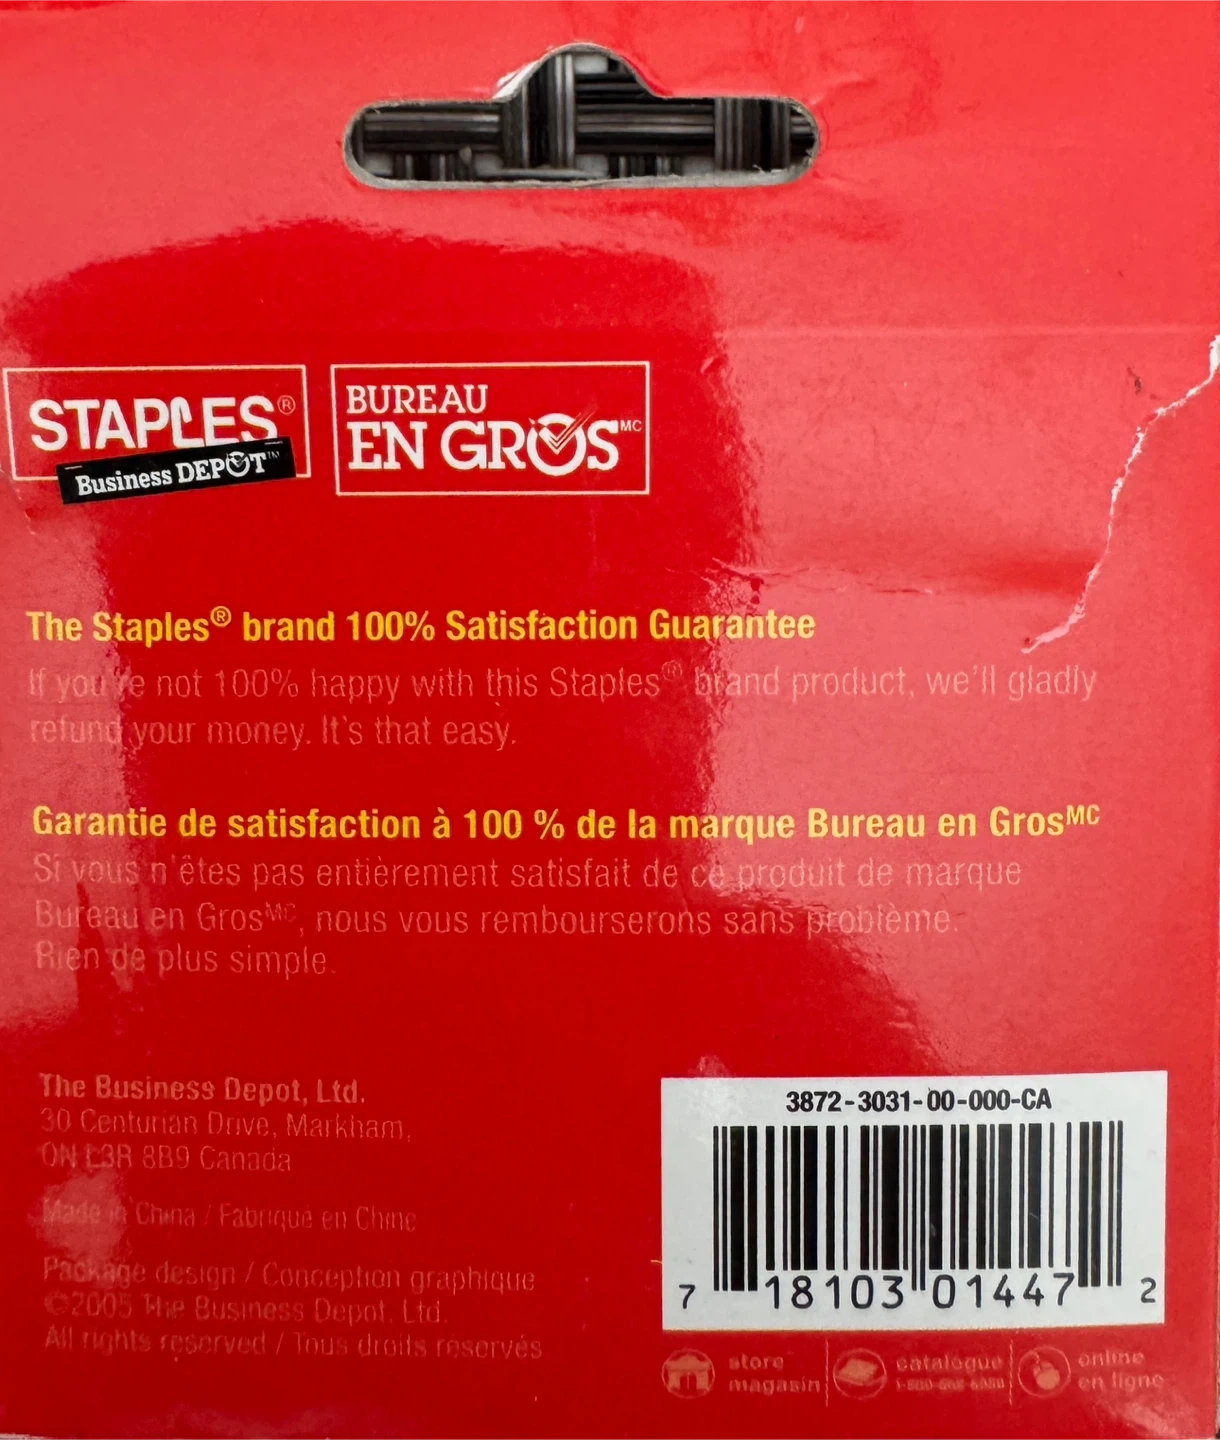 STAPLES®
Business DEPOT™
BUREAU
EN GROS MC
The Staples® brand 100% Satisfaction Guarantee
If you're not 100% happy with this Staples® brand product, we'll gladly
refund your money. It's that easy.
Garantie de satisfaction à 100 % de la marque Bureau en Gros MC
Si vous n'êtes pas entièrement satisfait de ce produit de marque
Bureau en Gros MC, nous vous rembourserons sans problème.
Rien de plus simple.
The Business Depot, Ltd.
30 Centurian Drive, Markham,
ON L3R 8B9 Canada
Made in China / Fabriqué en Chine
Package design / Conception graphique
©2005 The Business Depot, Ltd.
All rights reserved / Tous droits réservés
3872-3031-00-000-CA
7 18103 01447 2
store
magasin
catalogue
online
en ligne